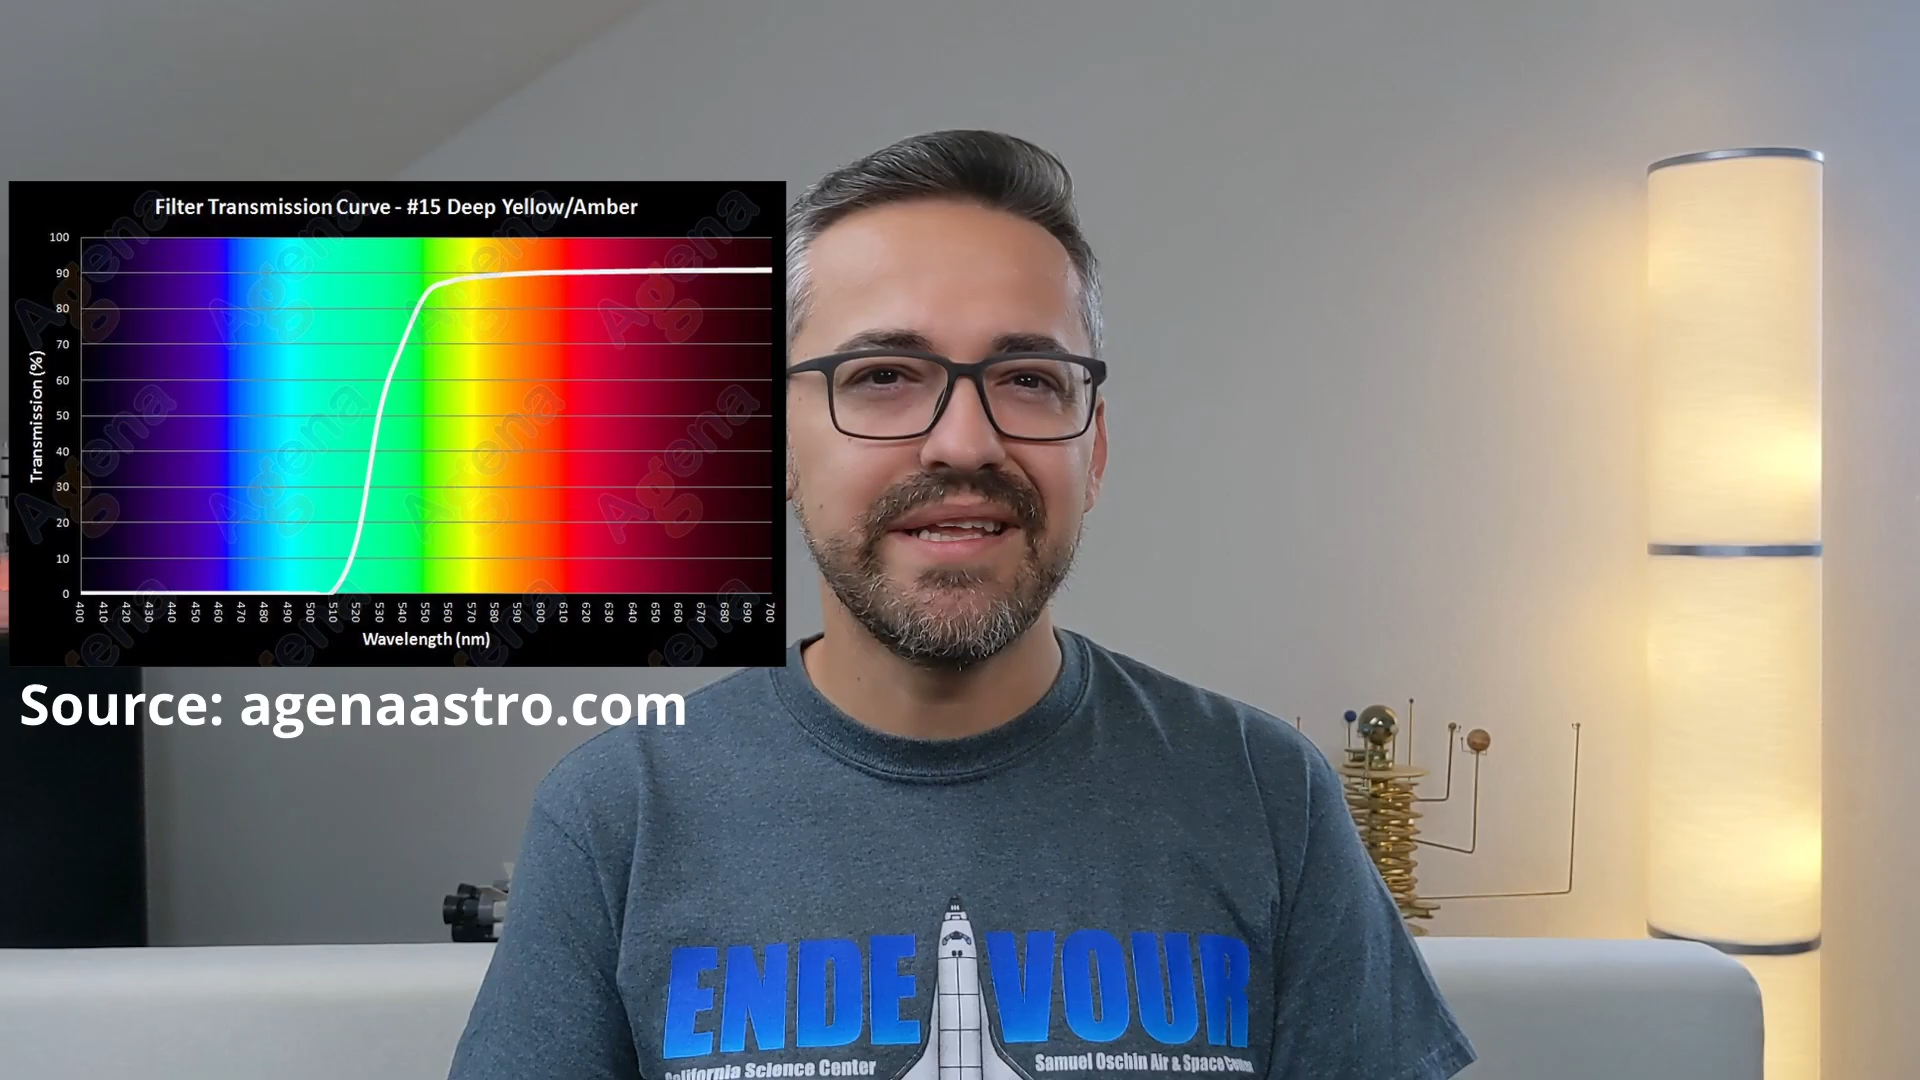 Filter Transmission Curve - #15 Deep Yellow/Amber
Transmission (%)
100
90
80
70
60
50
40
30
20
10
0
400 410 420 430 440 450 460 470 480 490 500 510 520 530 540 550 560 570 580 590 600 610 620 630 640 650 660 670 680 690 700
Wavelength (nm)
Agena
Source: agenaastro.com
ENDE VOUR
California Science Center
Samuel Oschin Air & Space Center